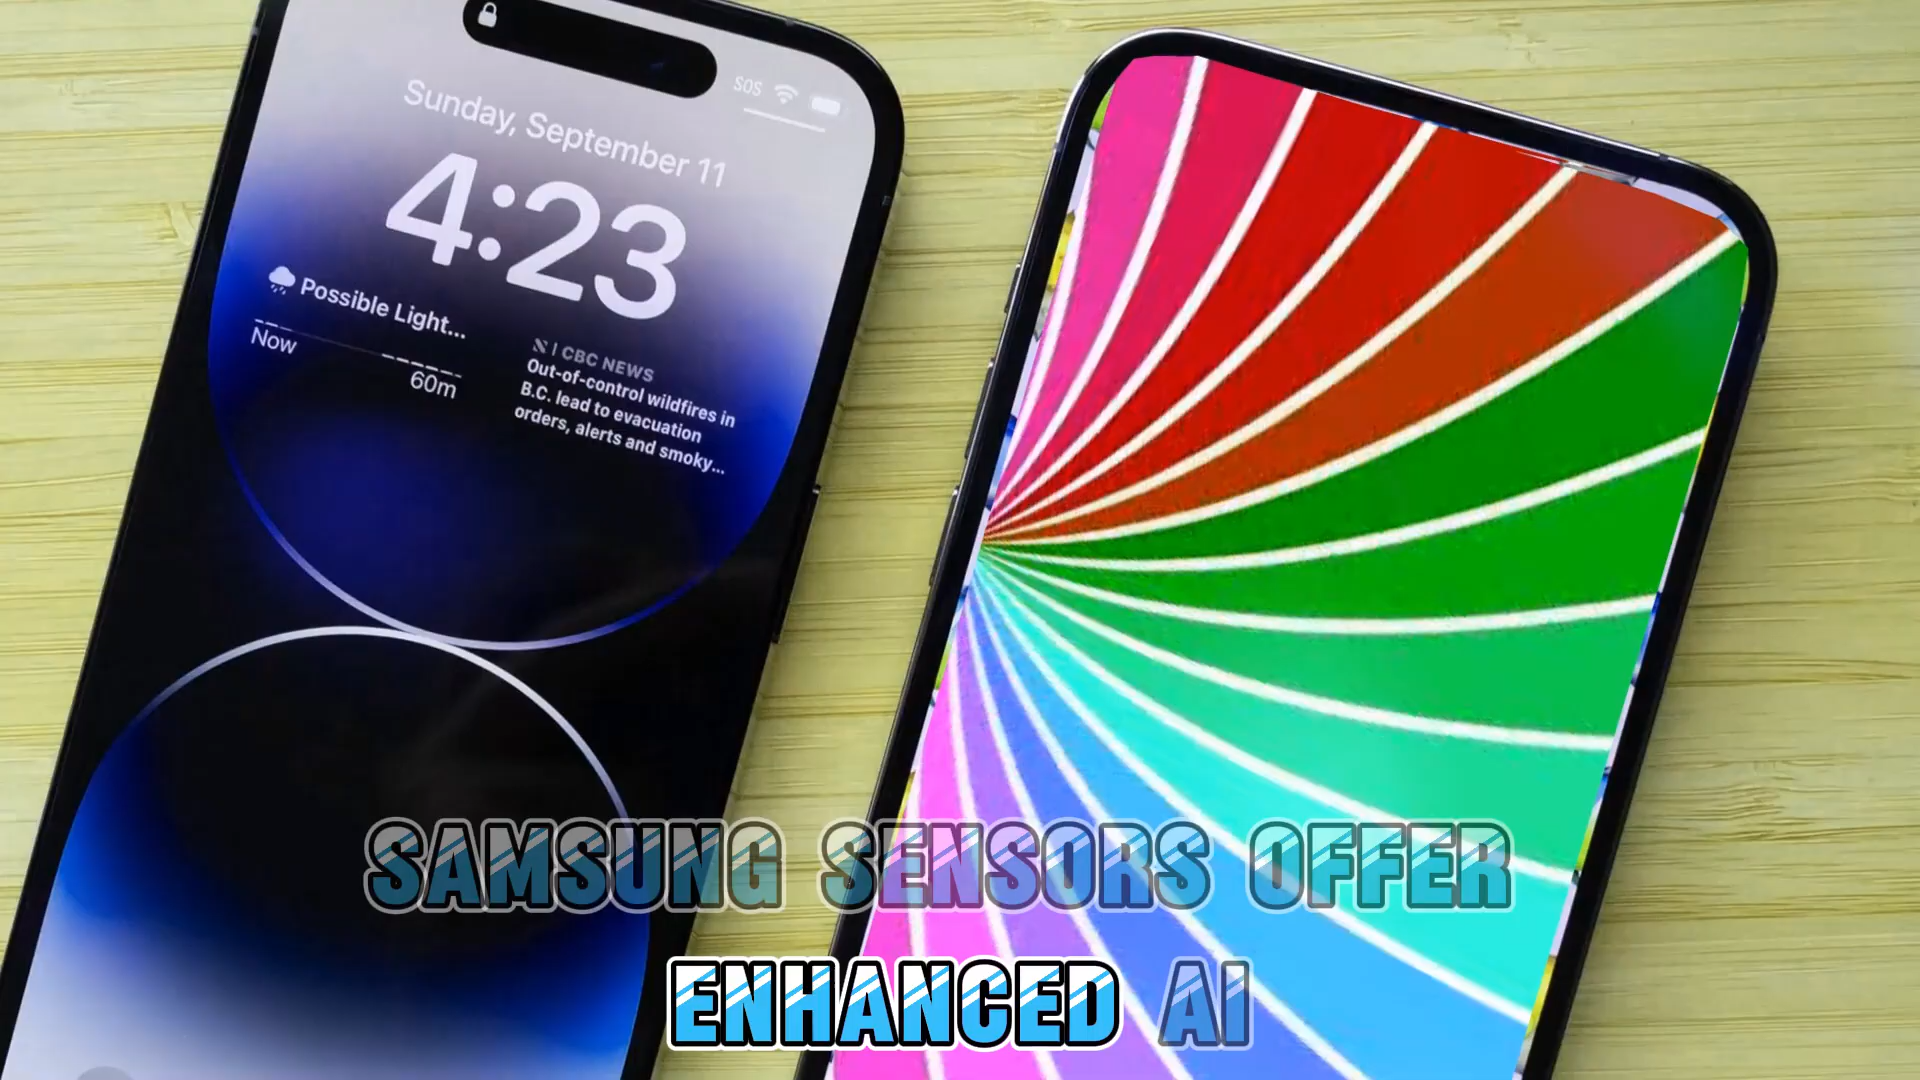 SOS
Sunday, September 11
4:23
Possible Light...
Now
60m
| CBC NEWS
Out-of-control wildfires in
B.C. lead to evacuation
orders, alerts and smoky...
SAMSUNG SENSORS OFFER
ENHANCED AI